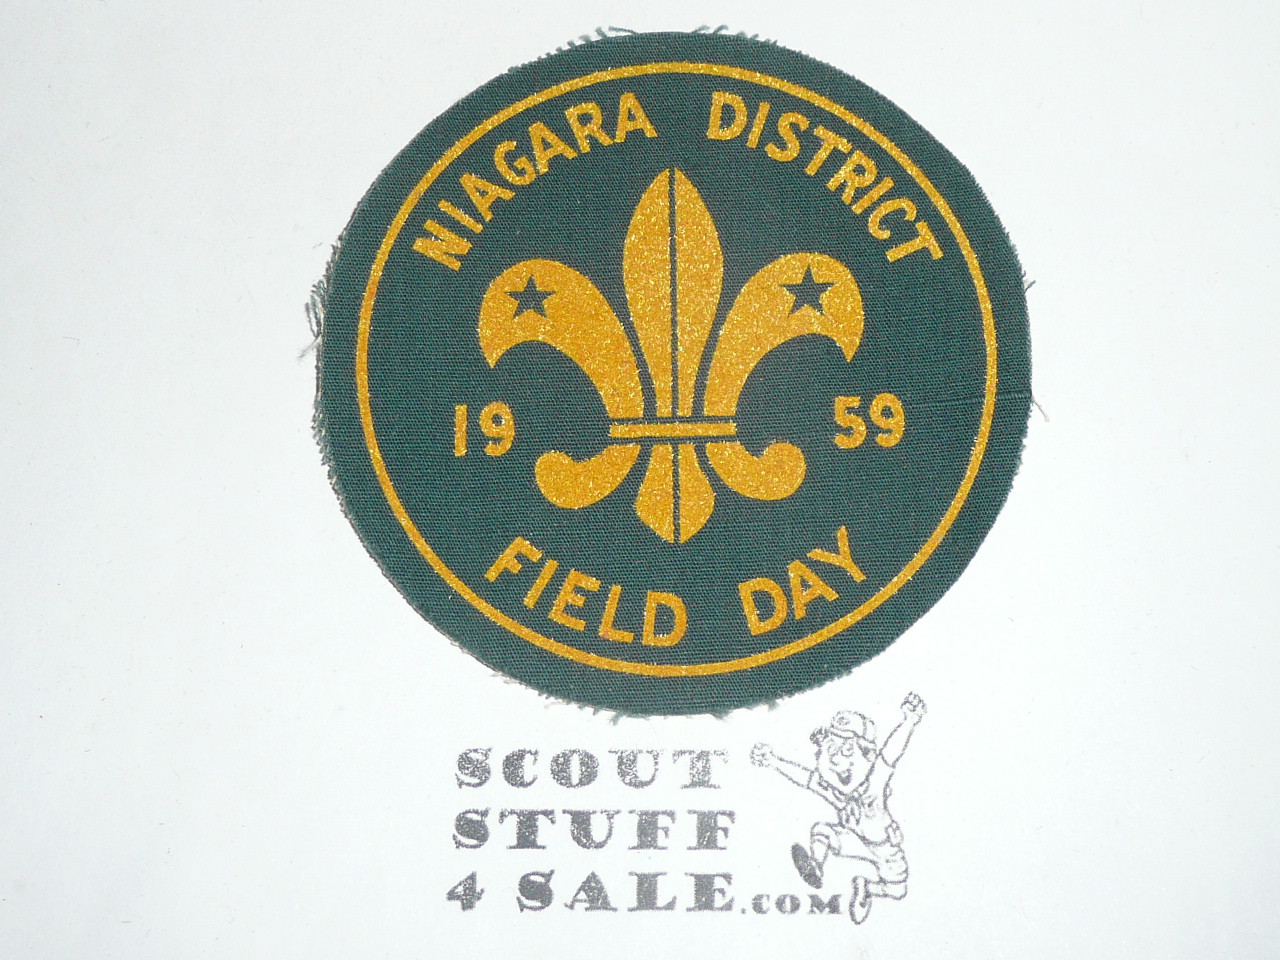 NIAGARA DISTRICT
19 59
FIELD DAY
SCOUT
STUFF
4 SALE.COM